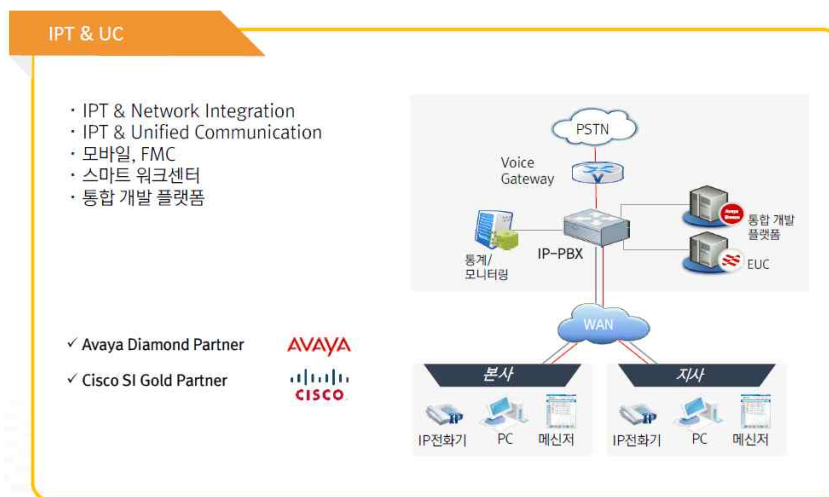 IPT & UC
· IPT & Network Integration
· IPT & Unified Communication
· 모바일, FMC
· 스마트 워크센터
· 통합 개발 플랫폼
✓ Avaya Diamond Partner
AVAYA
✓ Cisco SI Gold Partner
CISCO
PSTN
Voice
Gateway
통계/
모니터링
IP-PBX
통합 개발
플랫폼
EUC
WAN
본사
IP
IP전화기
PC
메신저
지사
IP
IP전화기
PC
메신저